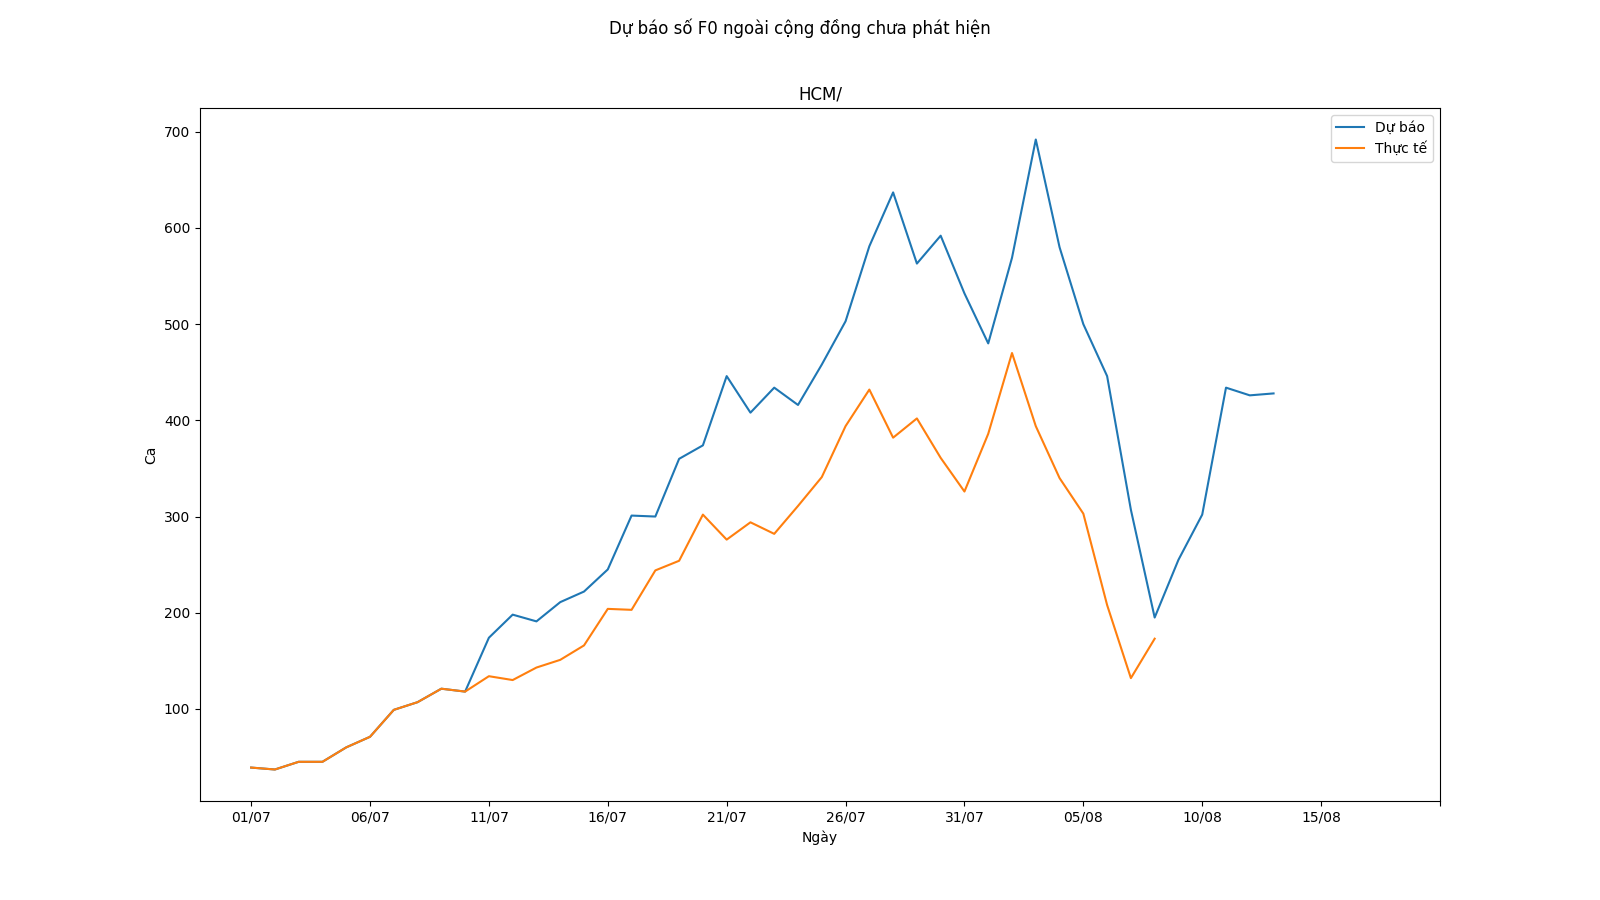 Dự báo số F0 ngoài cộng đồng chưa phát hiện
HCM/
Dự báo
Thực tế
700
600
500
400
300
200
100
Ca
01/07 06/07 11/07 16/07 21/07 26/07 31/07 05/08 10/08 15/08
Ngày